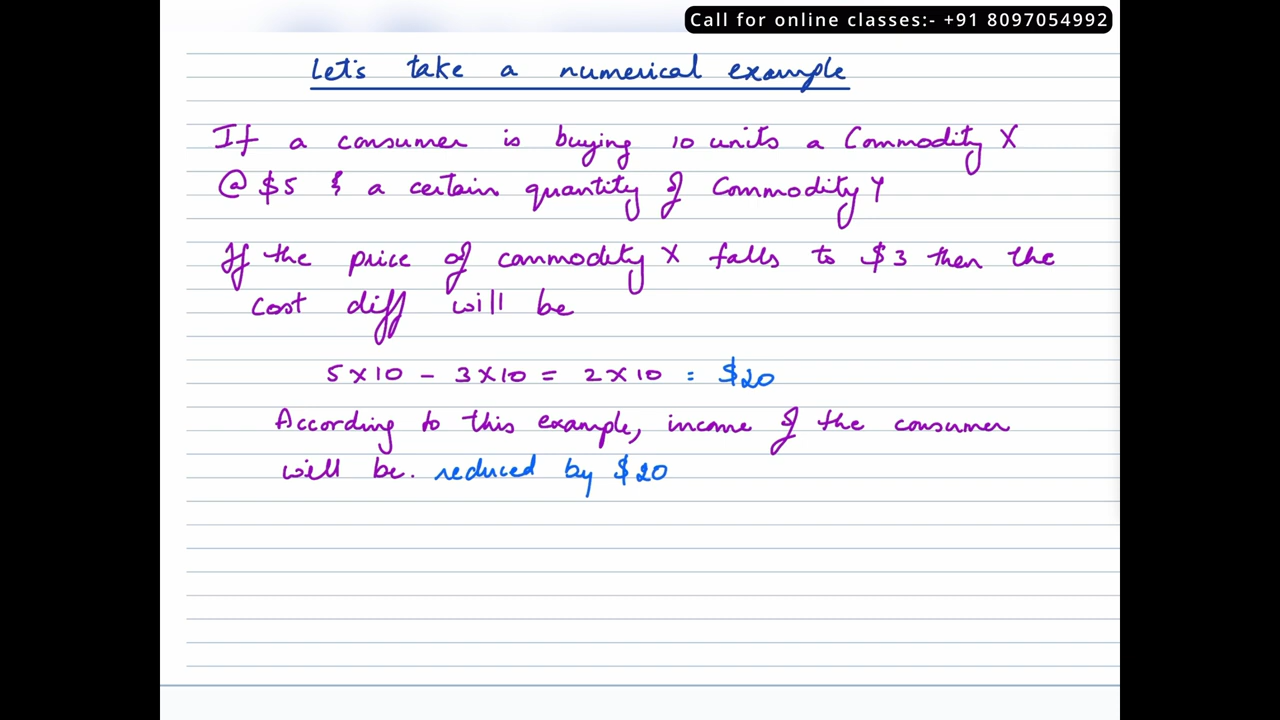 Call for online classes:- +91 8097054992
Let's take a numerical example
If a consumer is buying 10 units a Commodity X
@ $5 & a certain quantity of Commodity Y
If the price of commodity X falls to $3 then the
cost diff will be
5 X 10 - 3 X 10 = 2 X 10 = $20
According to this example, income of the consumer
will be. reduced by $20